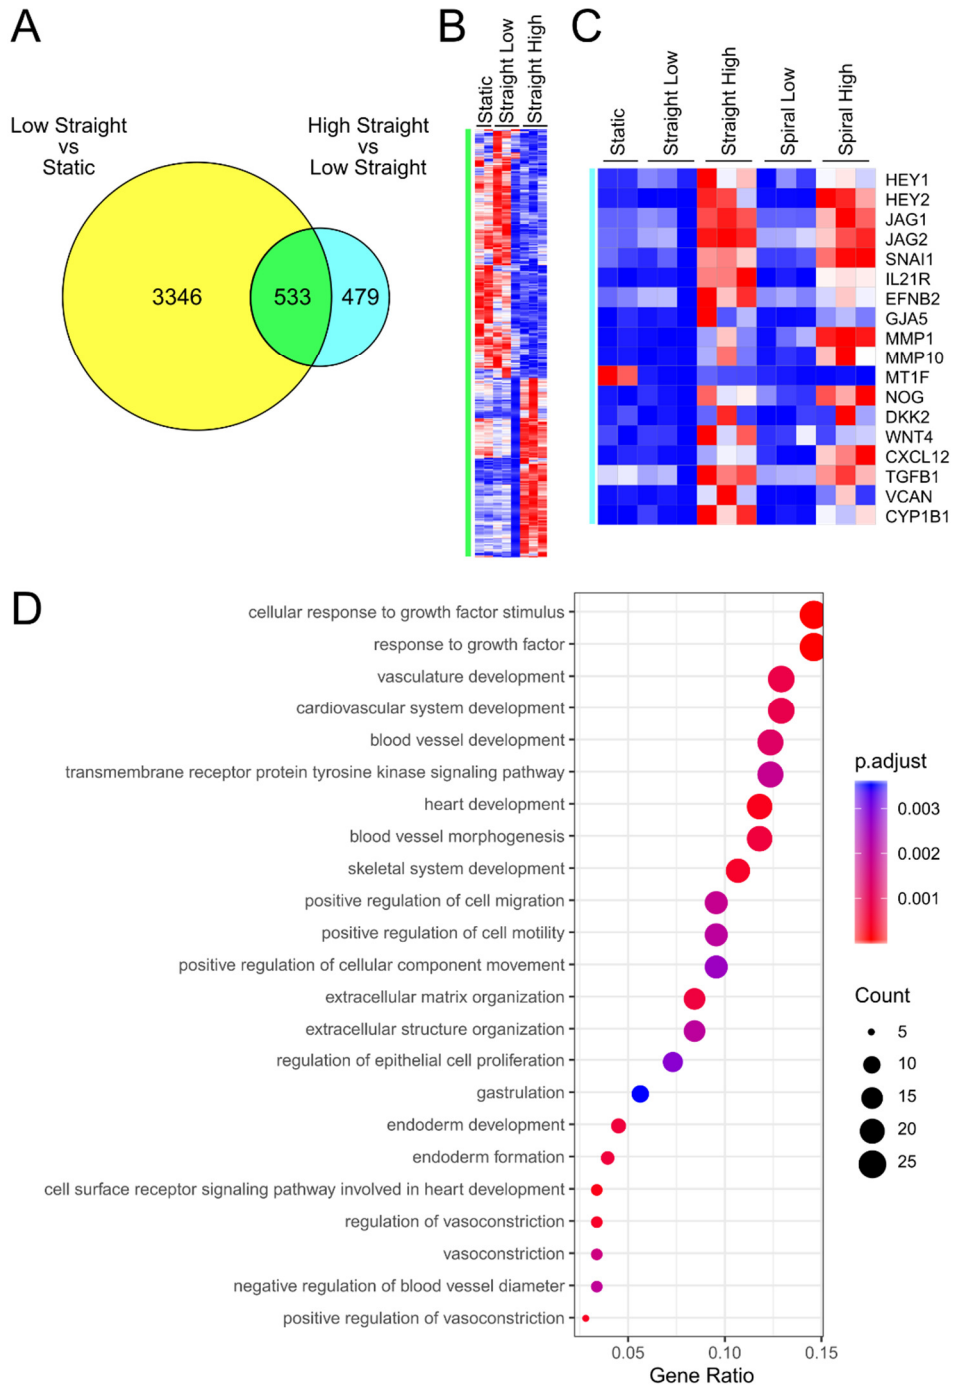 A
Low Straight
vs
Static
High Straight
vs
Low Straight
3346
533
479
B
Static
Straight Low
Straight High
C
Static
Straight Low
Straight High
Spiral Low
Spiral High
HEY1
HEY2
JAG1
JAG2
SNAI1
IL21R
EFNB2
GJA5
MMP1
MMP10
MT1F
NOG
DKK2
WNT4
CXCL12
TGFB1
VCAN
CYP1B1
D
cellular response to growth factor stimulus
response to growth factor
vasculature development
cardiovascular system development
blood vessel development
transmembrane receptor protein tyrosine kinase signaling pathway
heart development
blood vessel morphogenesis
skeletal system development
positive regulation of cell migration
positive regulation of cell motility
positive regulation of cellular component movement
extracellular matrix organization
extracellular structure organization
regulation of epithelial cell proliferation
gastrulation
endoderm development
endoderm formation
cell surface receptor signaling pathway involved in heart development
regulation of vasoconstriction
vasoconstriction
negative regulation of blood vessel diameter
positive regulation of vasoconstriction
0.05
0.10
0.15
Gene Ratio
p.adjust
0.003
0.002
0.001
Count
5
10
15
20
25